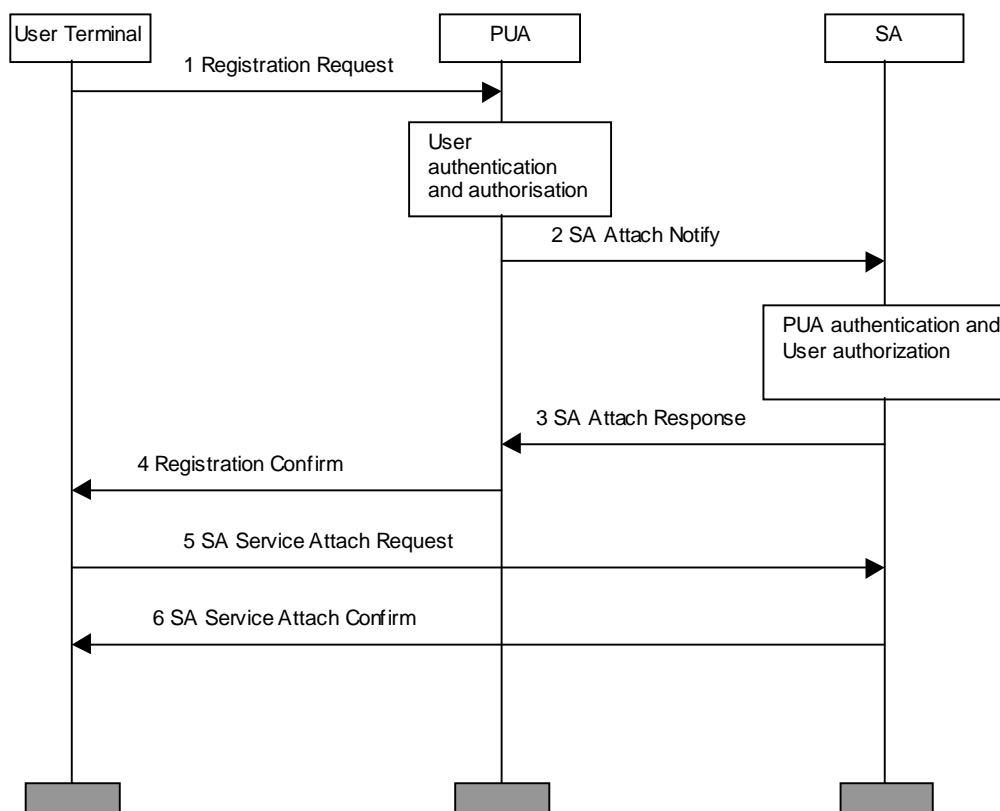 User Terminal
PUA
SA
1 Registration Request
User
authentication
and authorisation
2 SA Attach Notify
PUA authentication and
User authorization
3 SA Attach Response
4 Registration Confirm
5 SA Service Attach Request
6 SA Service Attach Confirm